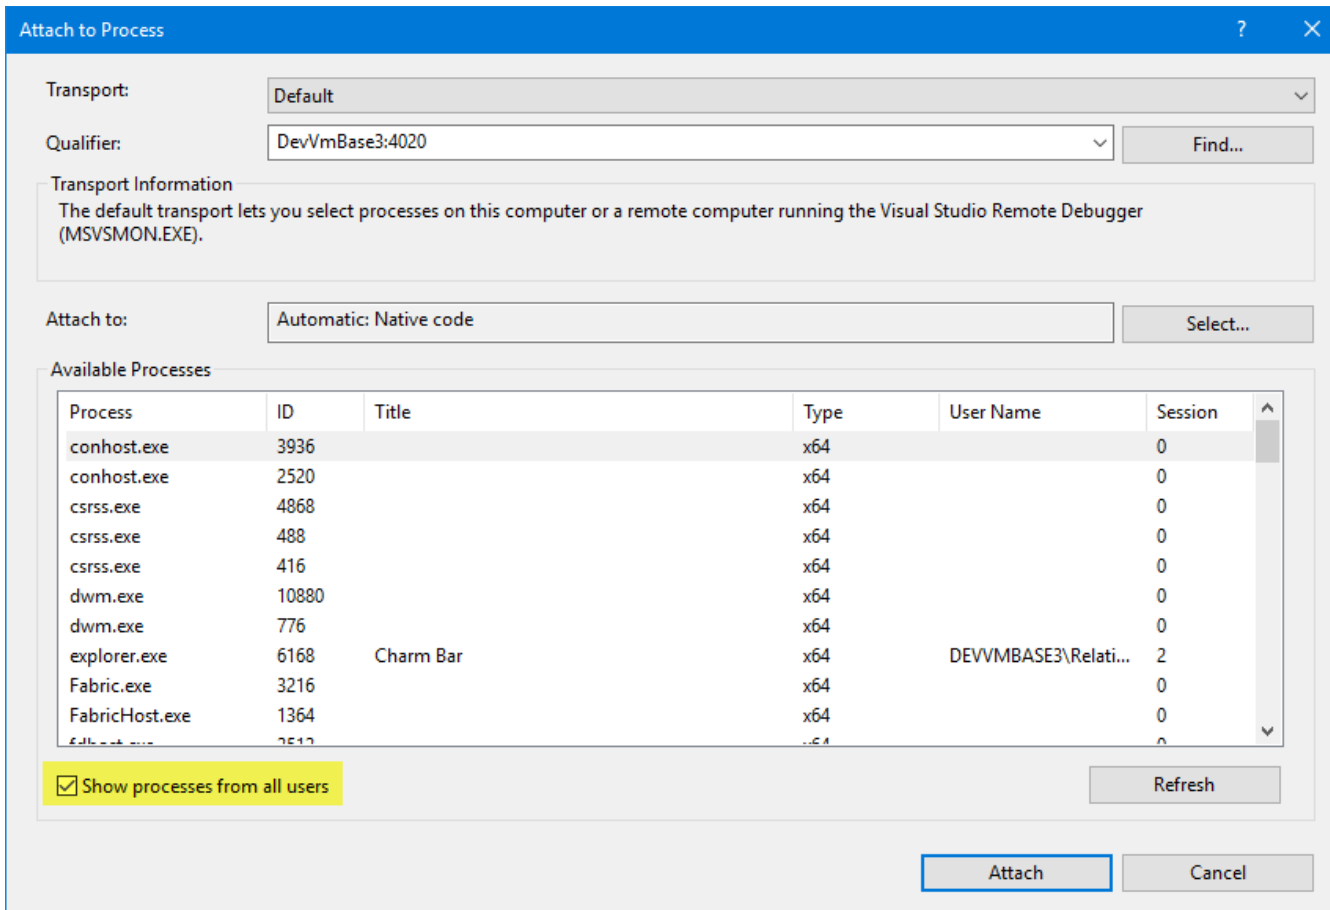 Attach to Process ?
Transport: Default
Qualifier: DevVmBase3:4020 Find...
Transport Information
The default transport lets you select processes on this computer or a remote computer running the Visual Studio Remote Debugger
(MSVSMON.EXE).
Attach to: Automatic: Native code Select...
Available Processes
Process ID Title Type User Name Session
conhost.exe 3936 x64 0
conhost.exe 2520 x64 0
csrss.exe 4868 x64 0
csrss.exe 488 x64 0
csrss.exe 416 x64 0
dwm.exe 10880 x64 0
dwm.exe 776 x64 0
explorer.exe 6168 Charm Bar x64 DEVVMBASE3\Relati... 2
Fabric.exe 3216 x64 0
FabricHost.exe 1364 x64 0
Show processes from all users Refresh
Attach Cancel